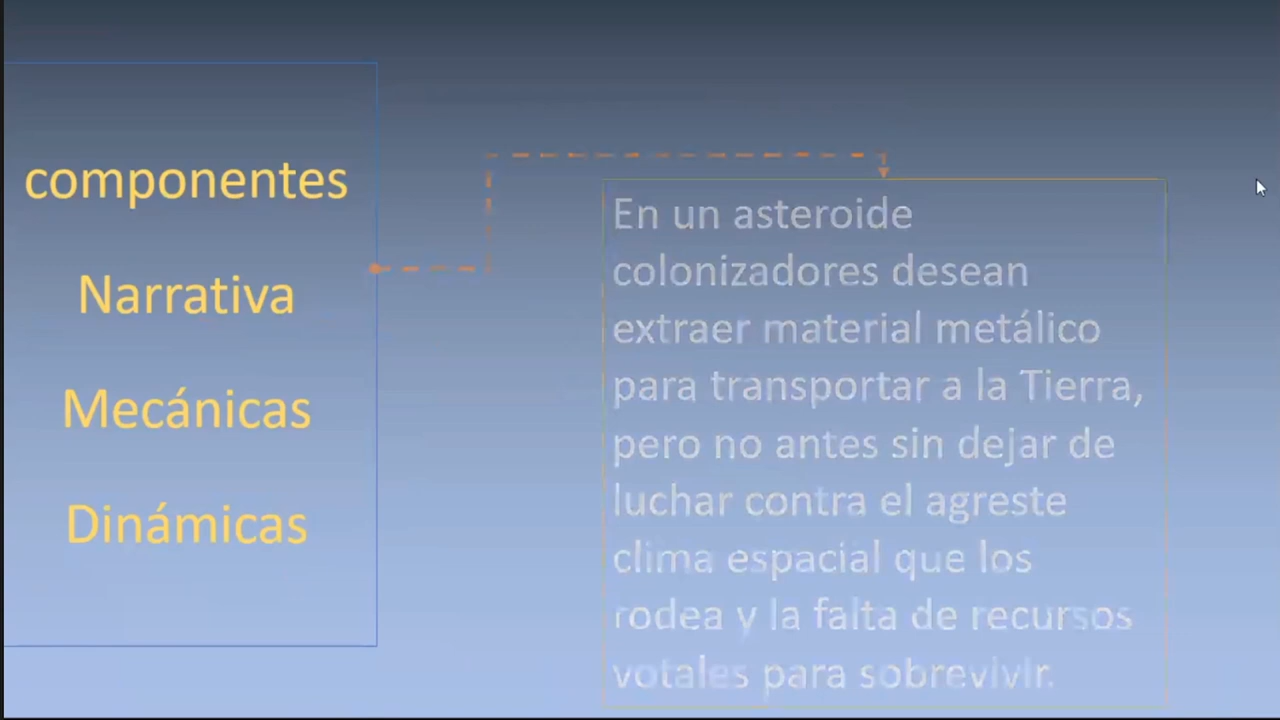 componentes
Narrativa
Mecánicas
Dinámicas
En un asteroide
colonizadores desean
extraer material metálico
para transportar a la Tierra,
pero no antes sin dejar de
luchar contra el agreste
clima espacial que los
rodea y la falta de recursos
votales para sobrevivir.